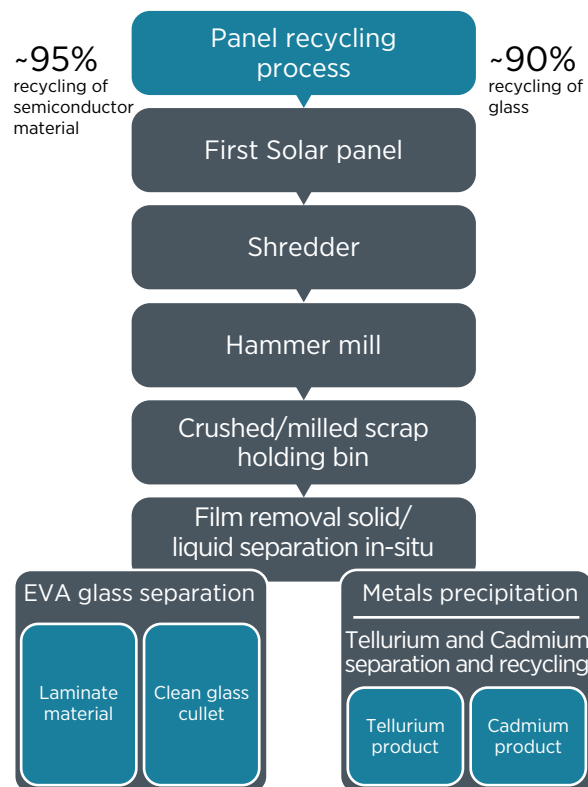 Panel recycling
process
~95%
recycling of
semiconductor
material
~90%
recycling of
glass
First Solar panel
Shredder
Hammer mill
Crushed/milled scrap
holding bin
Film removal solid/
liquid separation in-situ
EVA glass separation
Laminate
material
Clean glass
cullet
Metals precipitation
Tellurium and Cadmium
separation and recycling
Tellurium
product
Cadmium
product